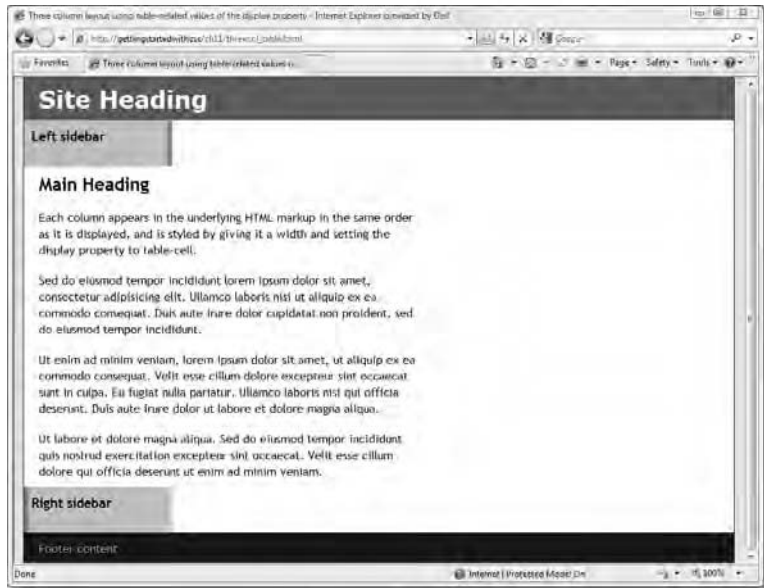 Three column layout using table-related values of the display property - Internet Explorer provided by Dell
Favorites
Three column layout using table-related values o...
Page Safety Tools
Site Heading
Left sidebar
Main Heading
Each column appears in the underlying HTML markup in the same order
as it is displayed, and is styled by giving it a width and setting the
display property to table-cell.
Sed do eiusmod tempor incididunt lorem ipsum dolor sit amet,
consectetur adipisicing elit. Ullamco laboris nisi ut aliquip ex ea
commodo consequat. Duis aute irure dolor cupidatat non proident, sed
do eiusmod tempor incididunt.
Ut enim ad minim veniam, lorem ipsum dolor sit amet, ut aliquip ex ea
commodo consequat. Velit esse cillum dolore excepteur sint occaecat
sunt in culpa. Eu fugiat nulla pariatur. Ullamco laboris nisi qui officia
deserunt. Duis aute irure dolor ut labore et dolore magna aliqua.
Ut labore et dolore magna aliqua. Sed do eiusmod tempor incididunt
quis nostrud exercitation excepteur sint occaecat. Velit esse cillum
dolore qui officia deserunt ut enim ad minim veniam.
Right sidebar
Footer content
Done
Internet | Protected Mode: On
100%